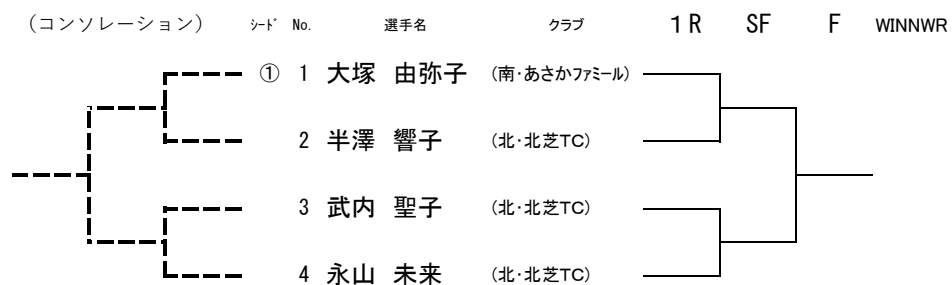 (コンソレーション) シード No. 選手名 クラブ 1R SF F WINNWR
① 1 大塚 由弥子 (南・あさかファミール)
2 半澤 響子 (北・北芝TC)
3 武内 聖子 (北・北芝TC)
4 永山 未来 (北・北芝TC)